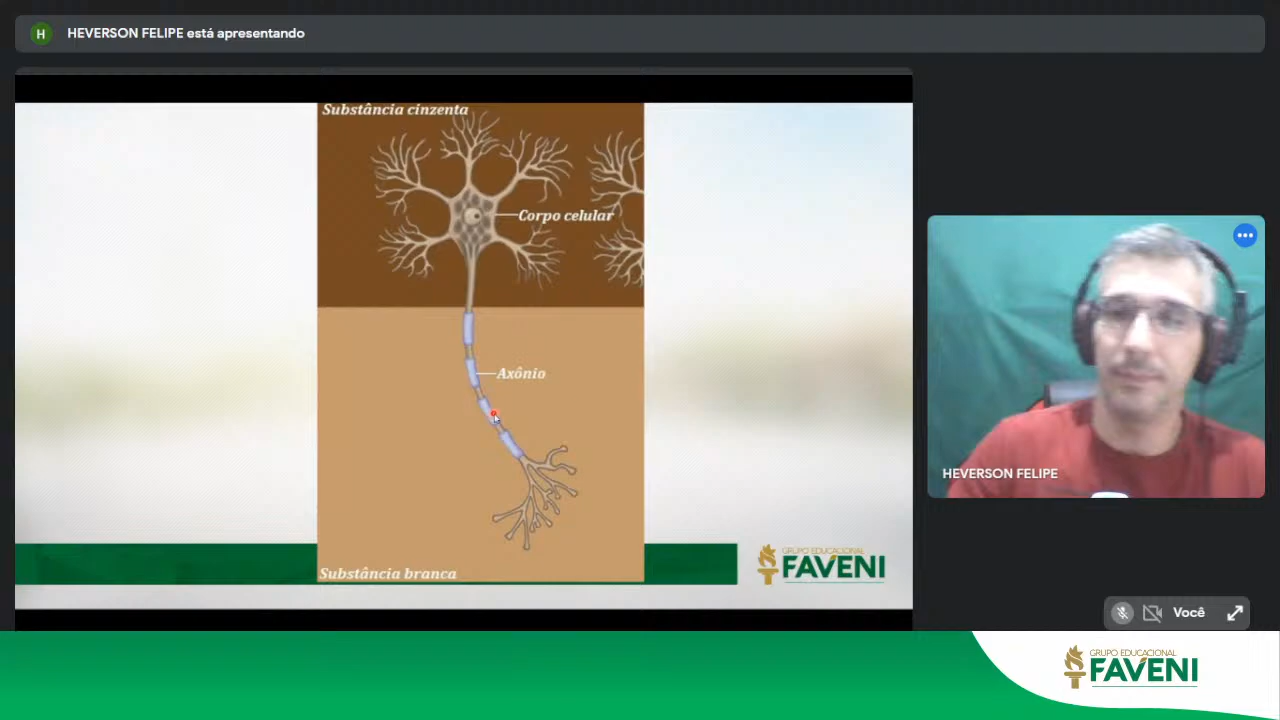 H
HEVERSON FELIPE está apresentando
Substância cinzenta
Corpo celular
Axônio
Substância branca
GRUPO EDUCACIONAL
FAVENI
HEVERSON FELIPE
Você
GRUPO EDUCACIONAL
FAVENI